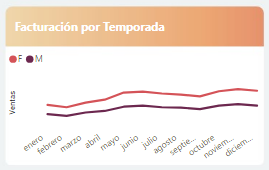 Facturación por Temporada
F M
Ventas
enero
febrero
marzo
abril
mayo
junio
julio
agosto
septie...
octubre
noviem...
diciem...